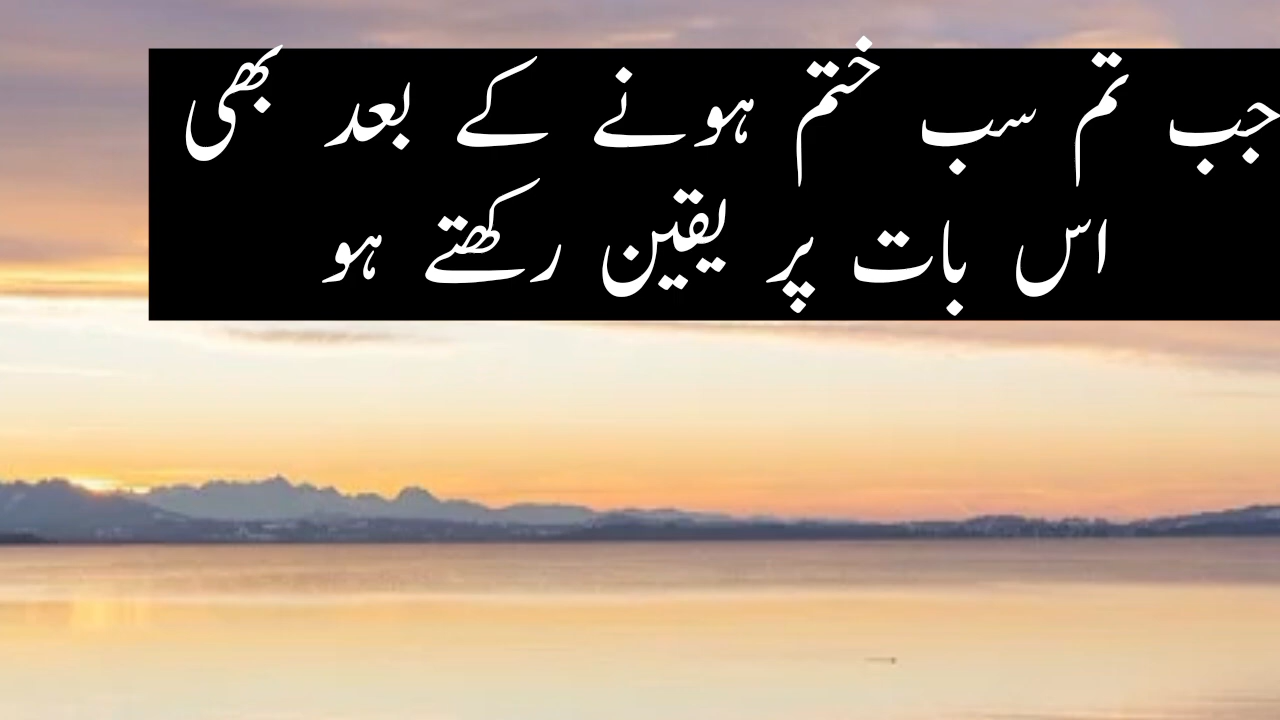 جب تم سب ختم ہونے کے بعد بھی
اس بات پر یقین رکھتے ہو